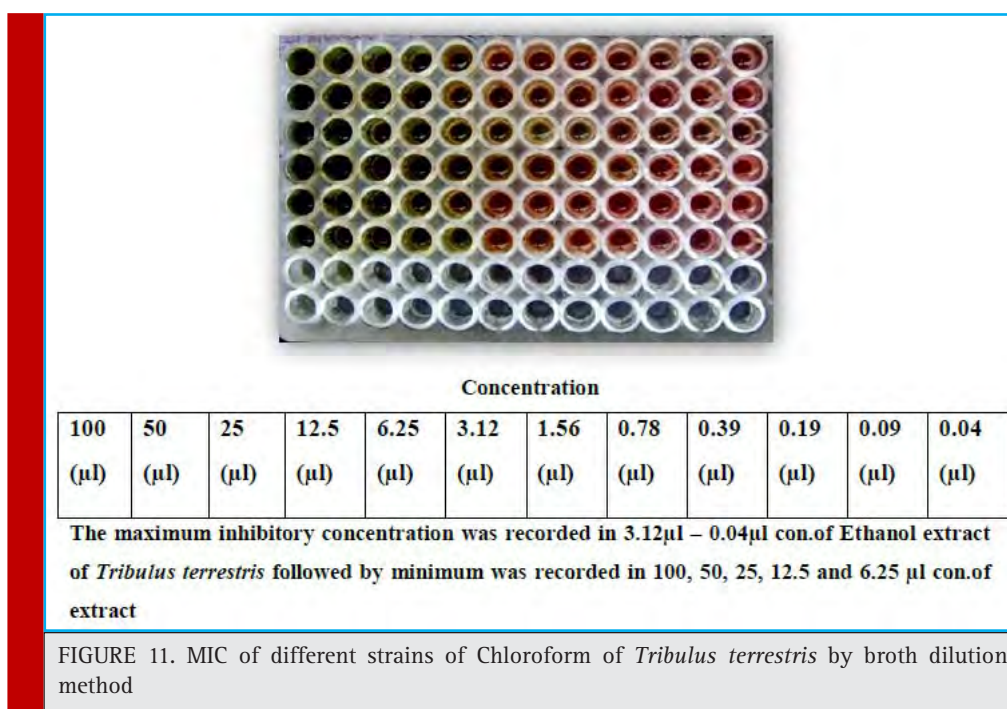 Concentration
100 50 25 12.5 6.25 3.12 1.56 0.78 0.39 0.19 0.09 0.04
(µl) (µl) (µl) (µl) (µl) (µl) (µl) (µl) (µl) (µl) (µl) (µl)
The maximum inhibitory concentration was recorded in 3.12µl – 0.04µl con.of Ethanol extract
of Tribulus terrestris followed by minimum was recorded in 100, 50, 25, 12.5 and 6.25 µl con.of
extract
FIGURE 11. MIC of different strains of Chloroform of Tribulus terrestris by broth dilution
method